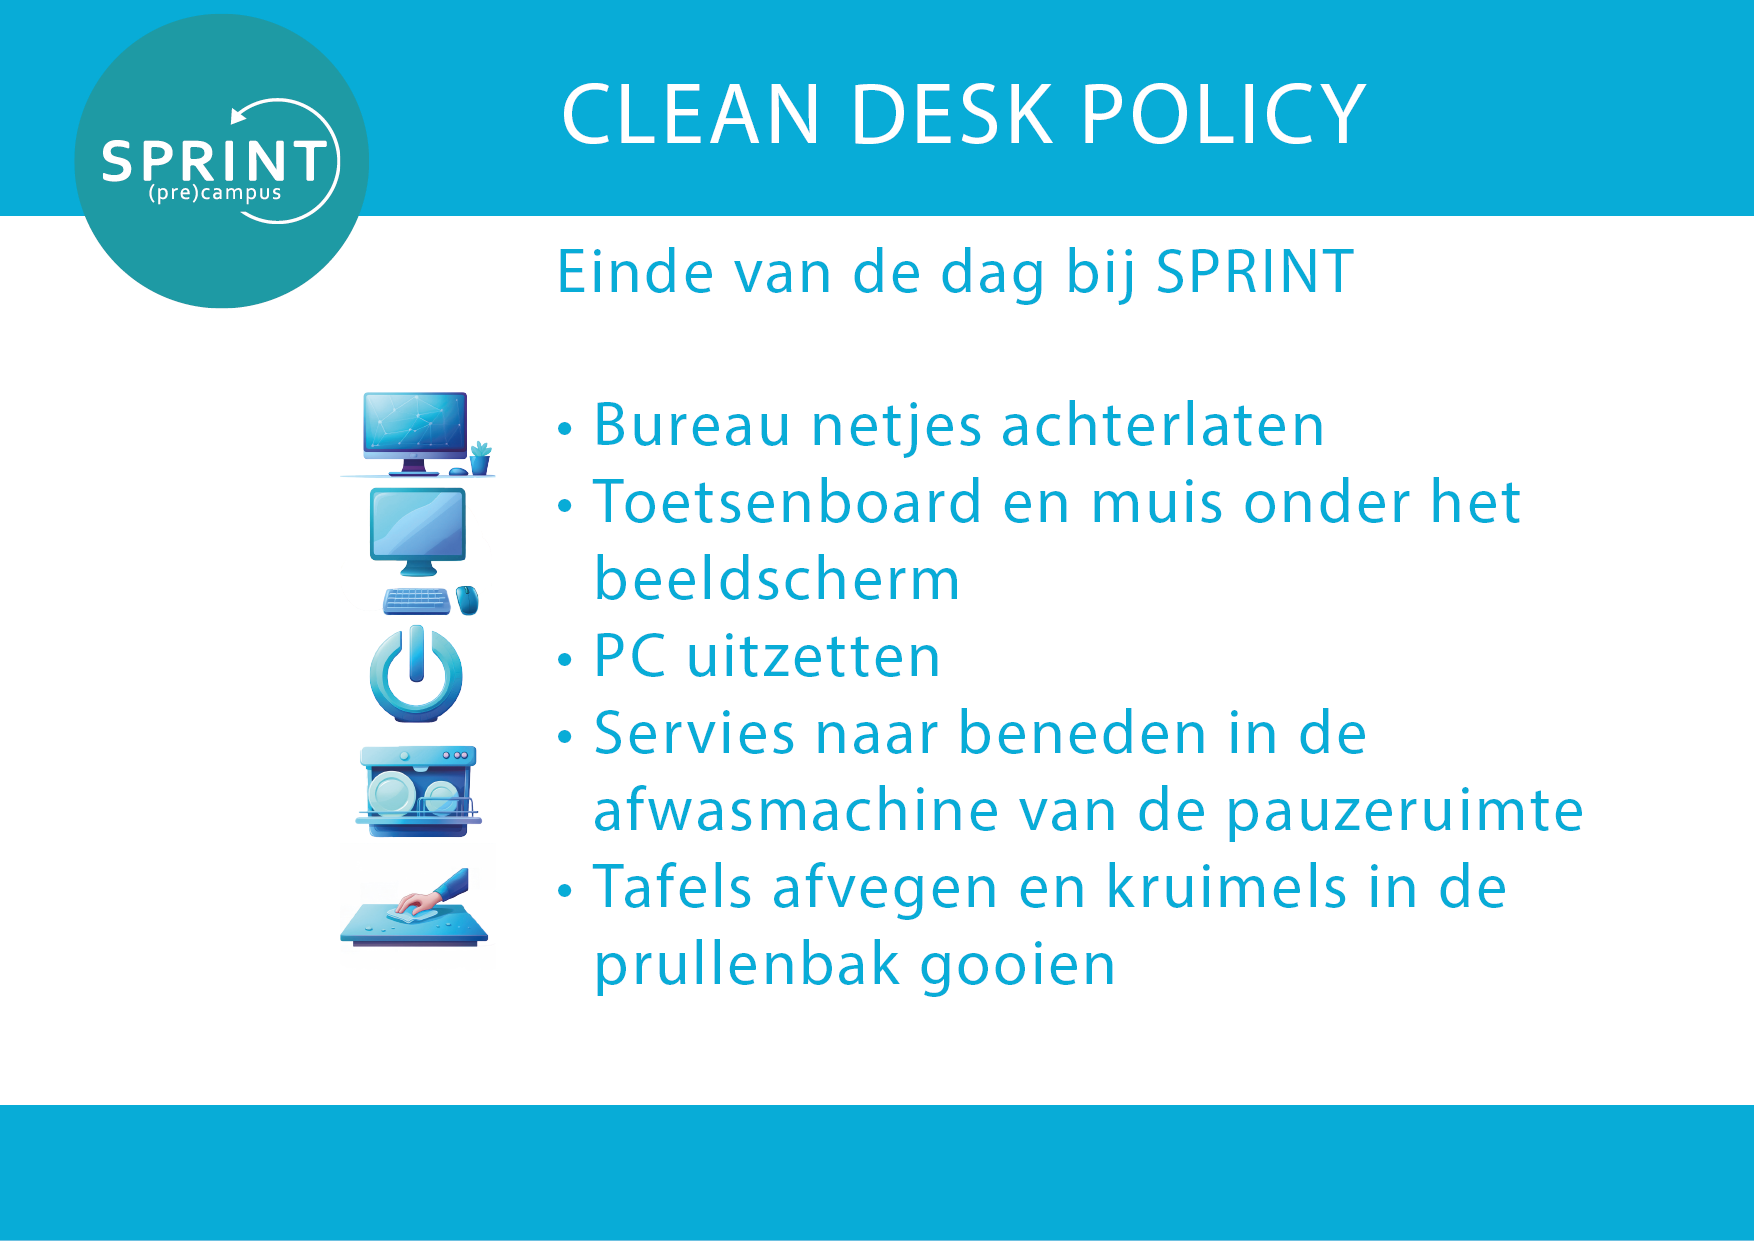 SPRINT
(pre)campus
CLEAN DESK POLICY
Einde van de dag bij SPRINT
• Bureau netjes achterlaten
• Toetsenboard en muis onder het
beeldscherm
• PC uitzetten
• Servies naar beneden in de
afwasmachine van de pauzeruimte
• Tafels afvegen en kruimels in de
prullenbak gooien